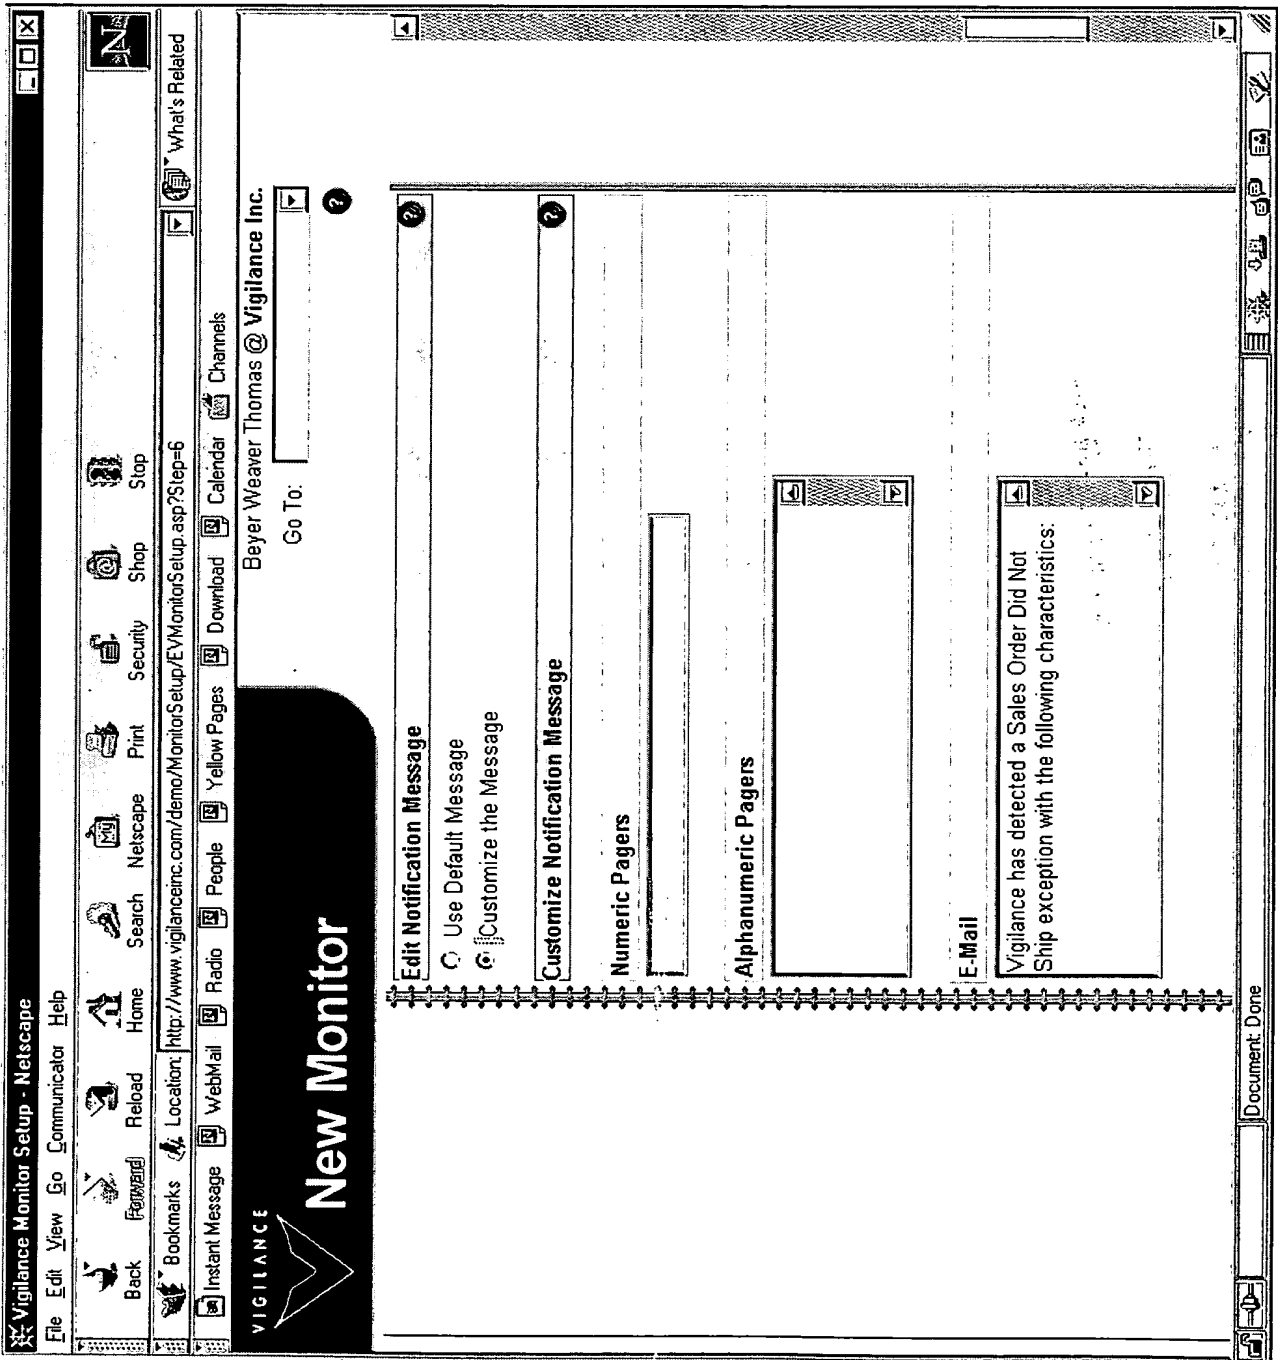 Vigilance Monitor Setup - Netscape
File Edit View Go Communicator Help
Back Forward Reload Home Search Netscape Print Security Shop Stop
Bookmarks Location: http://www.vigilanceinc.com/demo/MonitorSetup/EVMonitorSetup.asp?Step=6 What's Related
Instant Message WebMail Radio People Yellow Pages Download Calendar Channels
VIGILANCE
New Monitor
Beyer Weaver Thomas @ Vigilance Inc.
Go To:
Edit Notification Message
Use Default Message
Customize the Message
Customize Notification Message
Numeric Pagers
Alphanumeric Pagers
E-Mail
Vigilance has detected a Sales Order Did Not
Ship exception with the following characteristics:
Document: Done